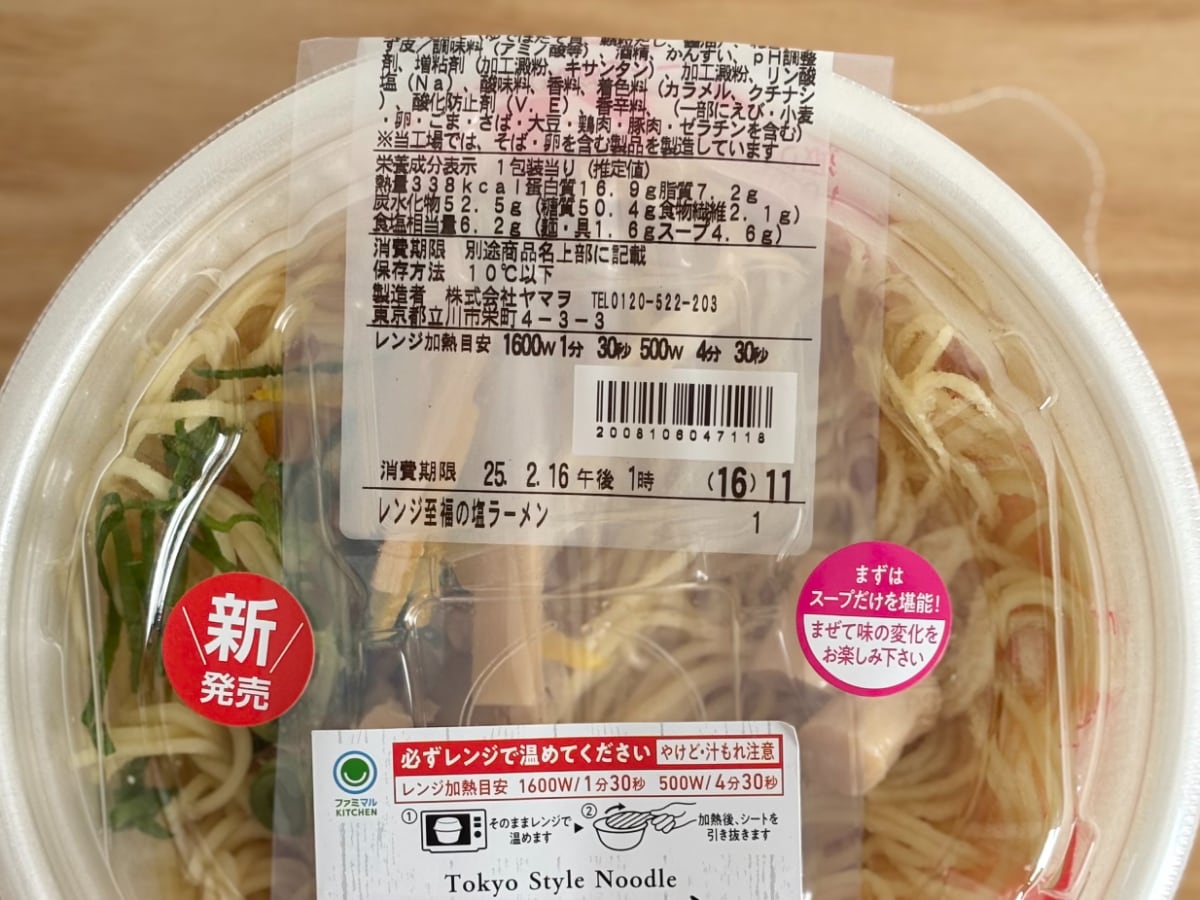 ず皮／調味料（アミノ酸等）、酒精、かんすい、ｐＨ調整
剤、増粘剤（加工澱粉、キサンタン）、加工澱粉、リン酸
塩（Ｎａ）、酸味料、香料、着色料（カラメル、クチナシ
）、酸化防止剤（Ｖ．Ｅ）、香辛料、（一部にえび・小麦
・卵・ごま・さば・大豆・鶏肉・豚肉・ゼラチンを含む）
※当工場では、そば・卵を含む製品を製造しています
栄養成分表示　１包装当り（推定値）
熱量３３８ｋｃａｌ蛋白質１６．９ｇ脂質７．２ｇ
炭水化物５２．５ｇ（糖質５０．４ｇ食物繊維２．１ｇ）
食塩相当量６．２ｇ（麺・具１．６ｇスープ４．６ｇ）
消費期限　別途商品名上部に記載
保存方法　１０℃以下
製造者　株式会社ヤマヲ　TEL0120-522-203
東京都立川市栄町４－３－３
レンジ加熱目安　1600W 1分　30秒 500W　4分　30秒
2008106047118
消費期限　25. 2.16 午後 1時　（16）11
レンジ至福の塩ラーメン　1
新
発売
まずは
スープだけを堪能!
まぜて味の変化を
お楽しみ下さい
必ずレンジで温めてください　やけど・汁もれ注意
レンジ加熱目安　1600W/1分30秒　500W/4分30秒
ファミマル
KITCHEN
① そのままレンジで
温めます
② 加熱後、シートを
引き抜きます
Tokyo Style Noodle